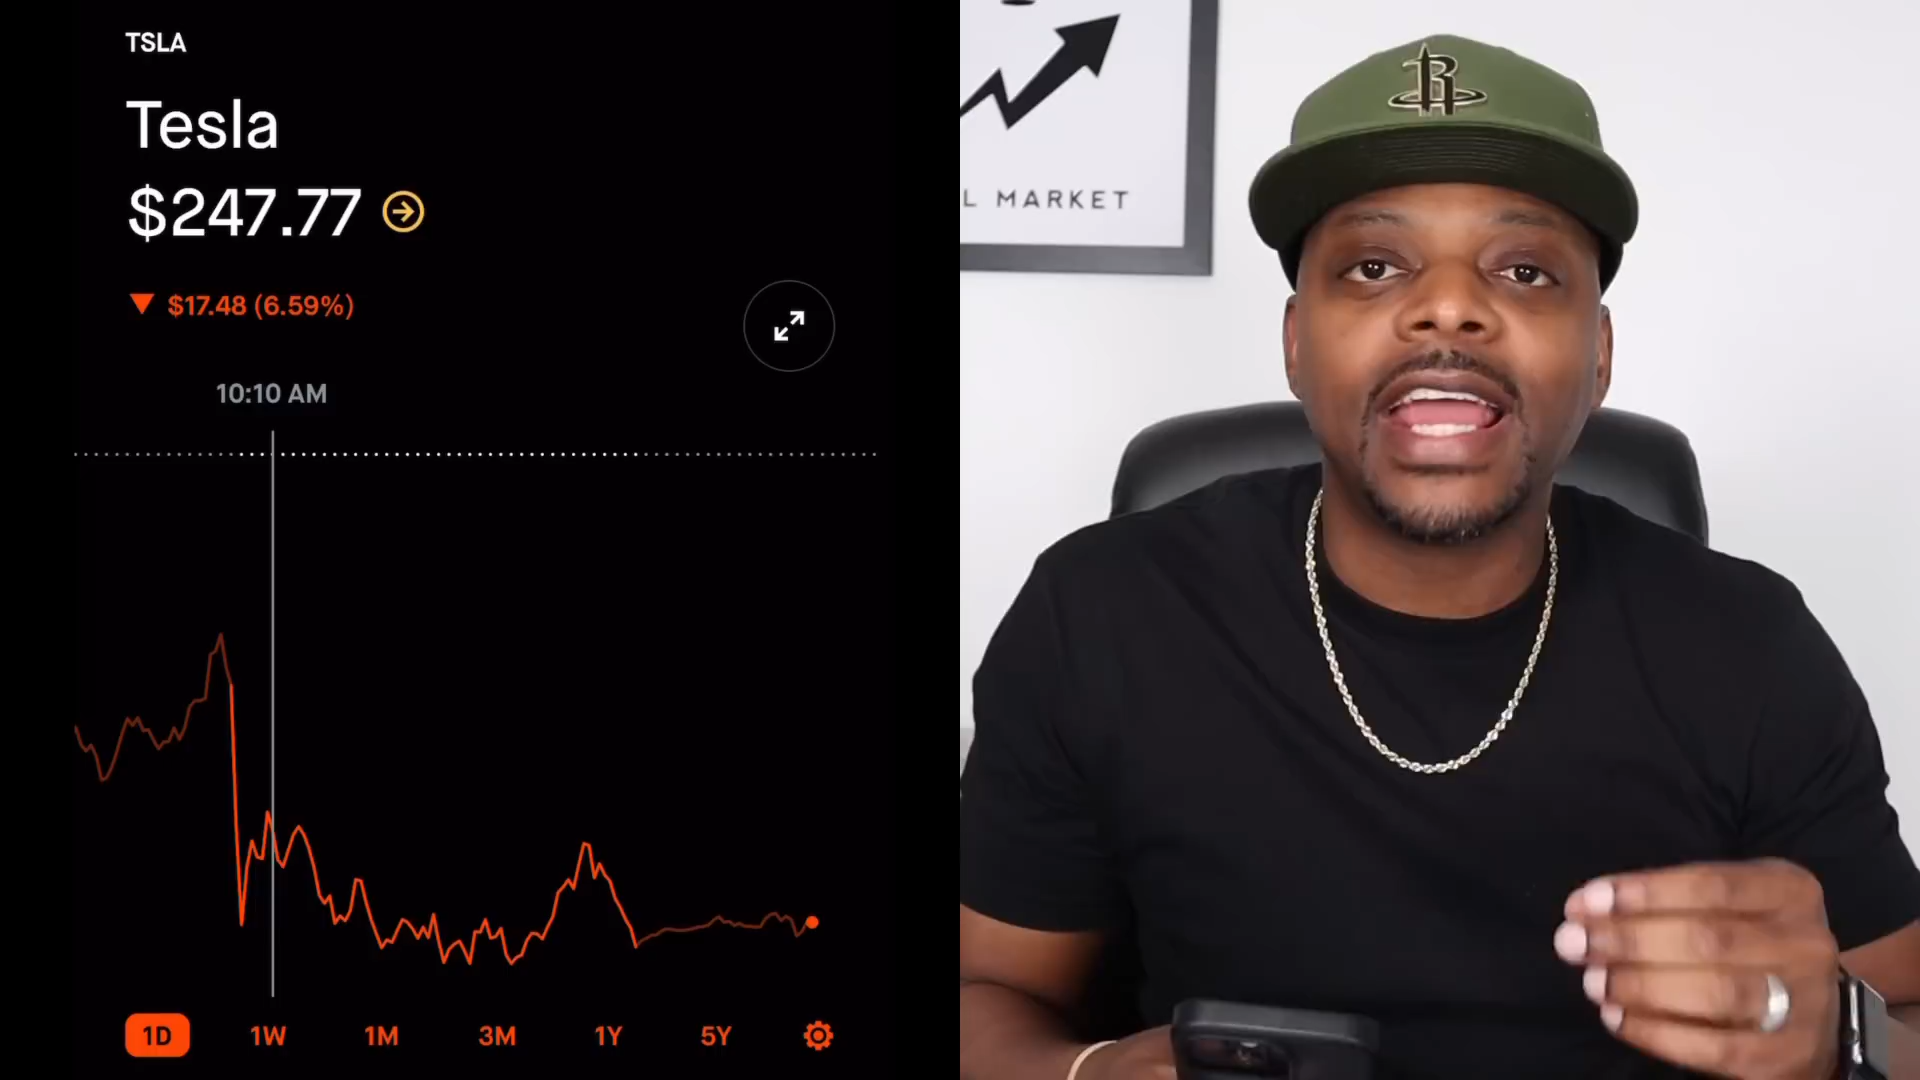 TSLA
Tesla
$247.77
$17.48 (6.59%)
10:10 AM
1D 1W 1M 3M 1Y 5Y
L MARKET
R